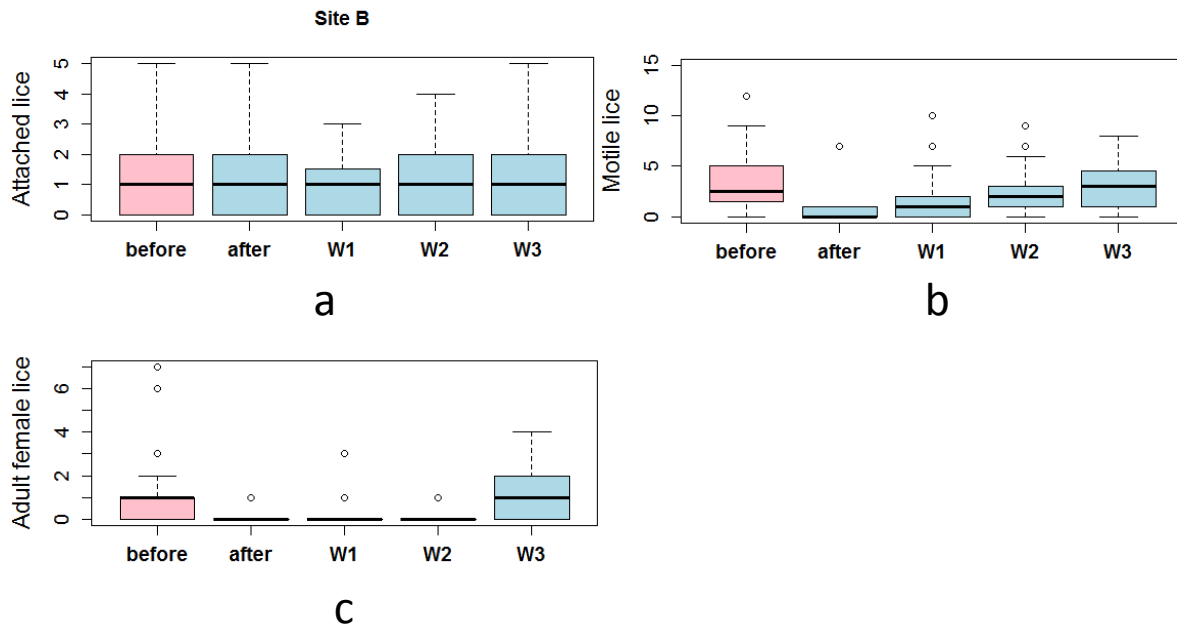 Site B
Attached lice
5
4
3
2
1
0
before after W1 W2 W3
a
Motile lice
15
10
5
0
before after W1 W2 W3
b
Adult female lice
6
4
2
0
before after W1 W2 W3
c